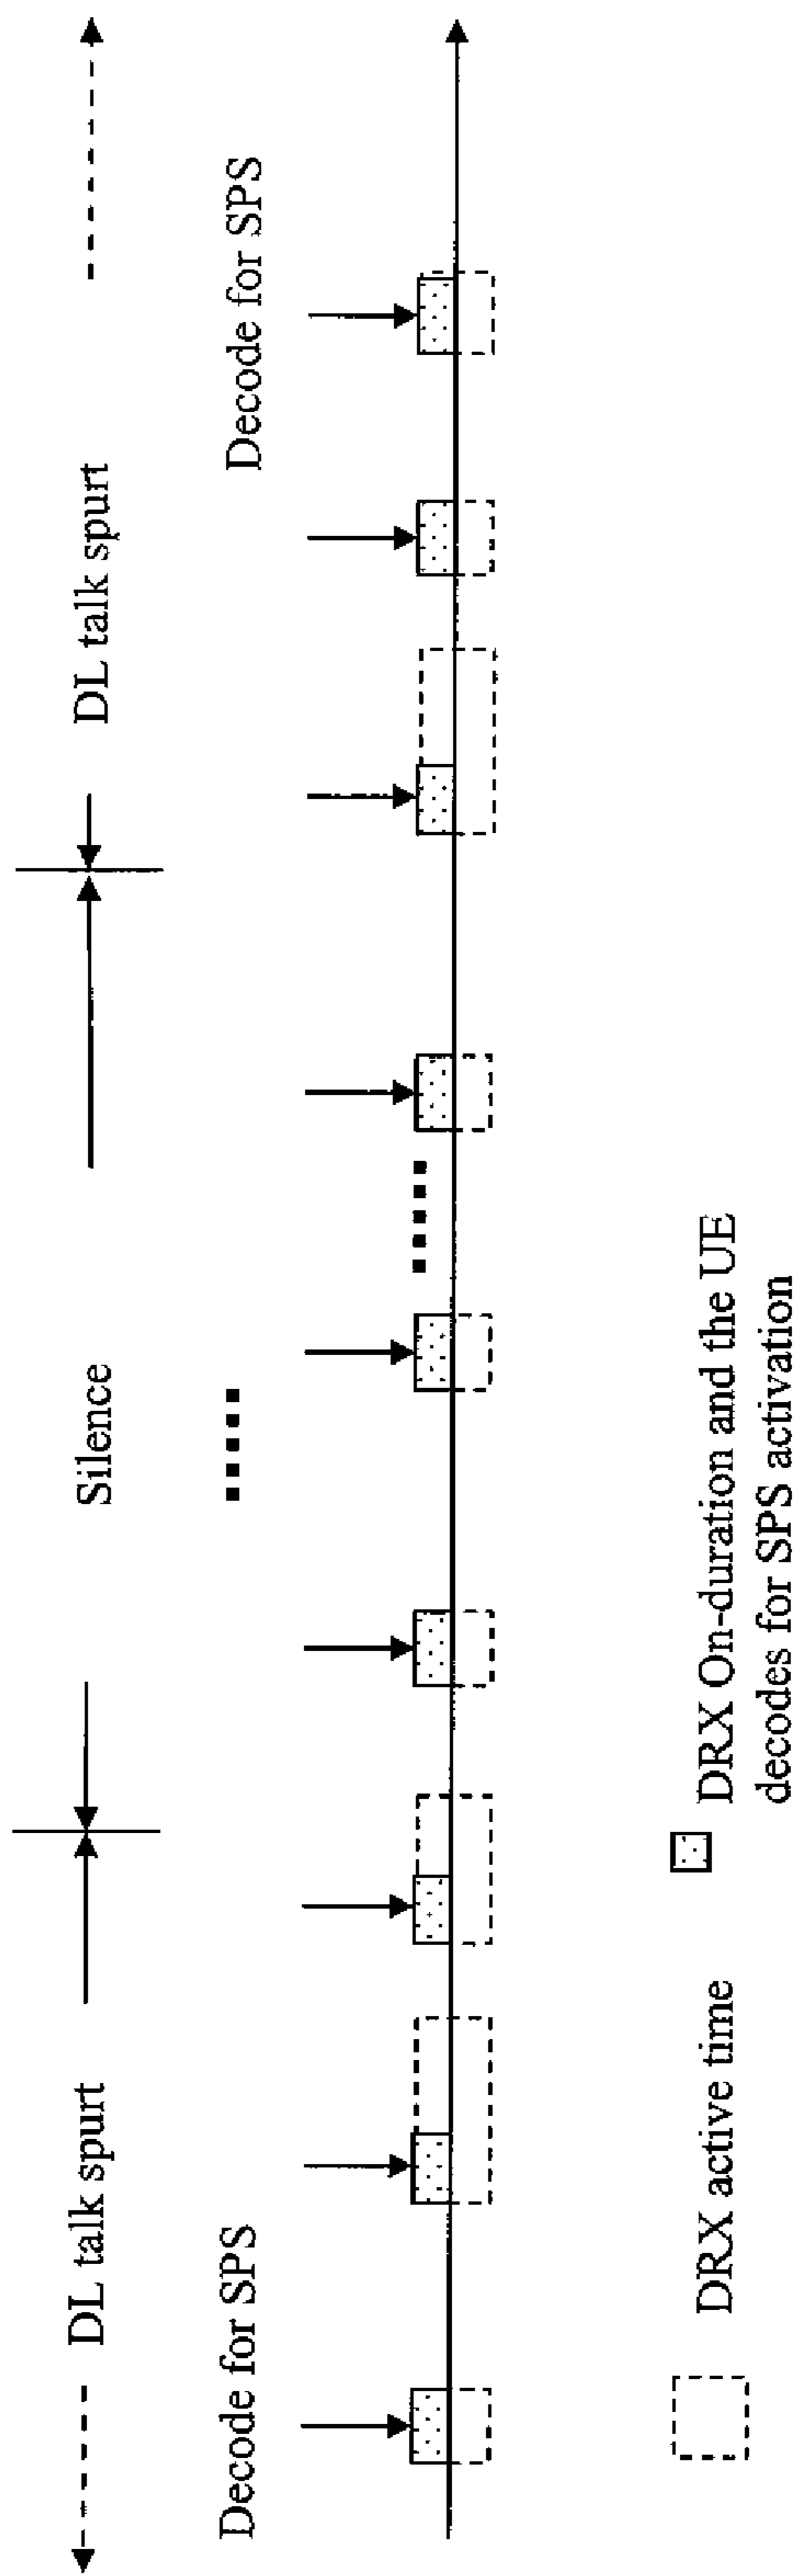 DL talk spurt
Silence
DL talk spurt
Decode for SPS
Decode for SPS
DRX active time
DRX On-duration and the UE
decodes for SPS activation